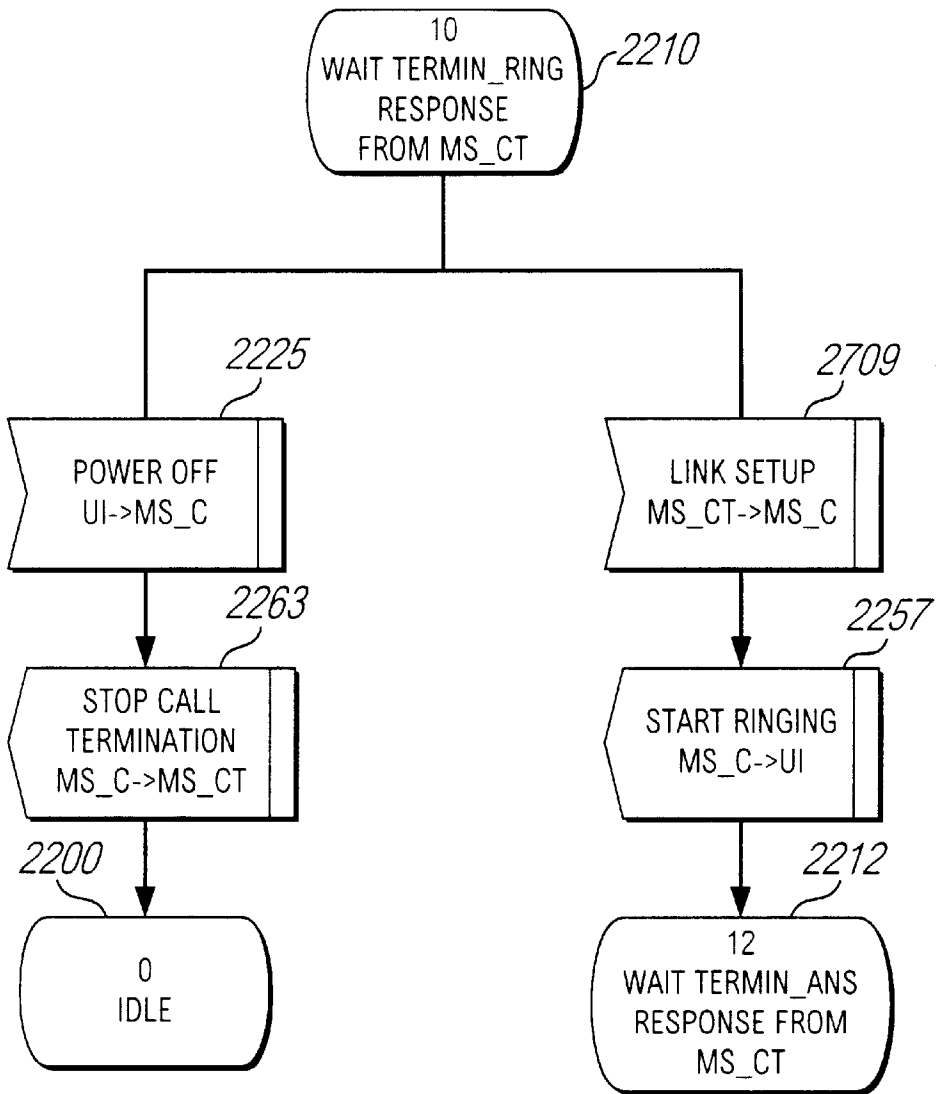 10
WAIT TERMIN_RING
RESPONSE
FROM MS_CT
2210
2225
POWER OFF
UI->MS_C
2709
LINK SETUP
MS_CT->MS_C
2263
STOP CALL
TERMINATION
MS_C->MS_CT
2257
START RINGING
MS_C->UI
2200
0
IDLE
2212
12
WAIT TERMIN_ANS
RESPONSE FROM
MS_CT